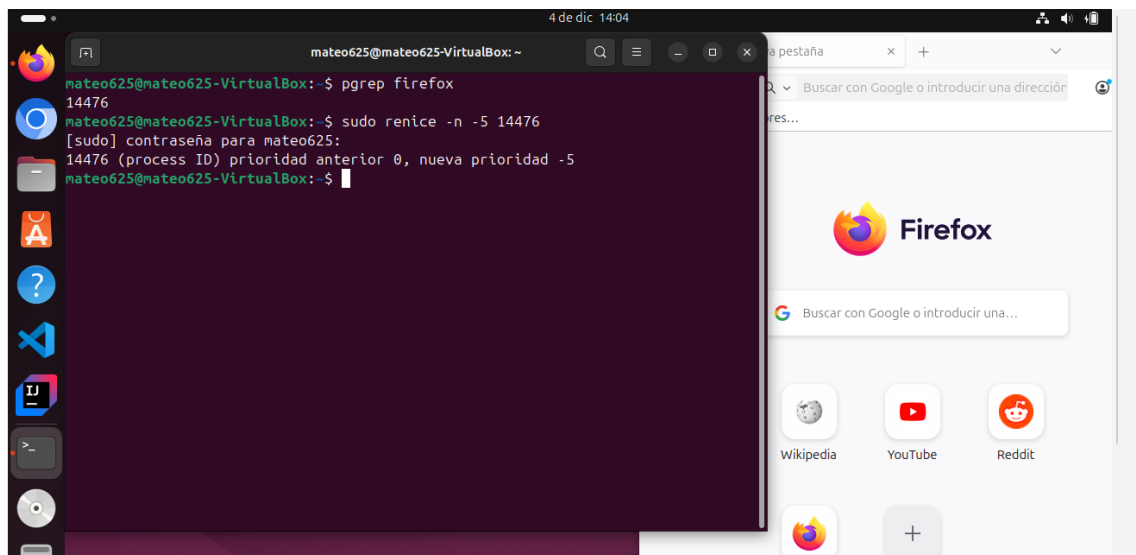 4 de dic 14:04
mateo625@mateo625-VirtualBox: ~
mateo625@mateo625-VirtualBox:~$ pgrep firefox
14476
mateo625@mateo625-VirtualBox:~$ sudo renice -n -5 14476
[sudo] contraseña para mateo625:
14476 (process ID) prioridad anterior 0, nueva prioridad -5
mateo625@mateo625-VirtualBox:~$
pestaña
Buscar con Google o introducir una dirección
Firefox
Buscar con Google o introducir una…
Wikipedia
YouTube
Reddit
IJ